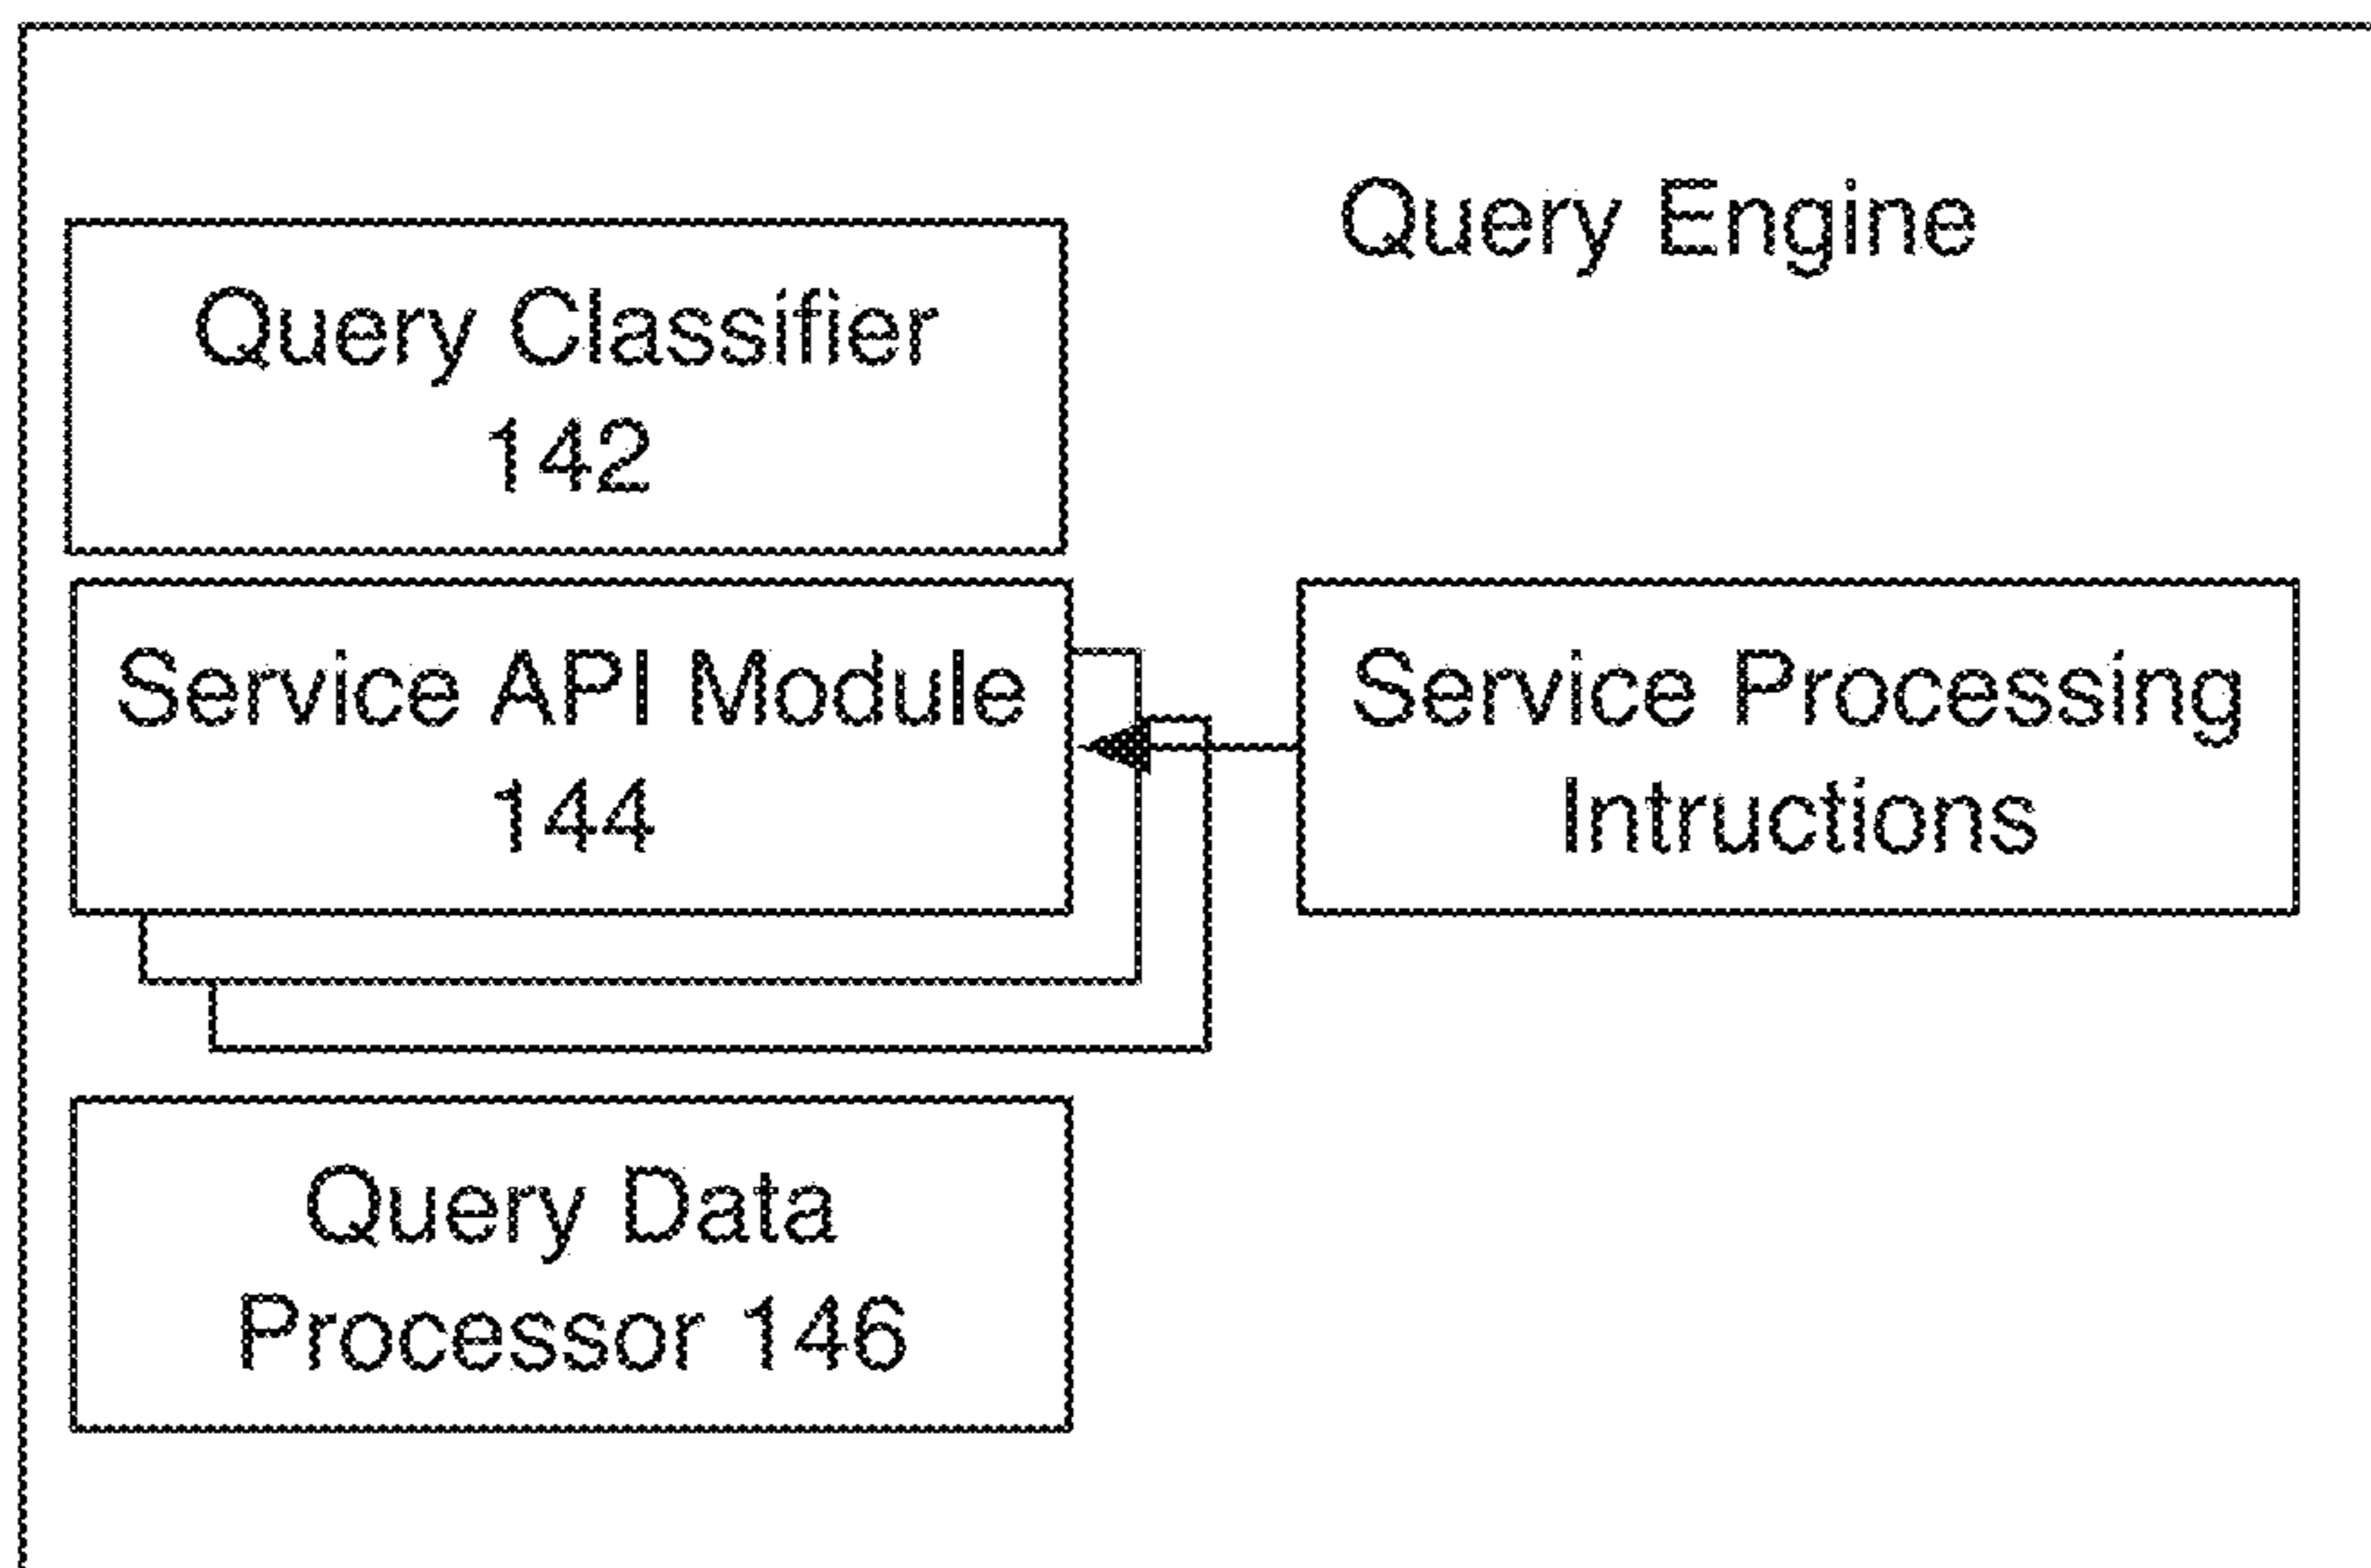 Query Engine
Query Classifier
142
Service API Module
144
Service Processing
Intructions
Query Data
Processor 146